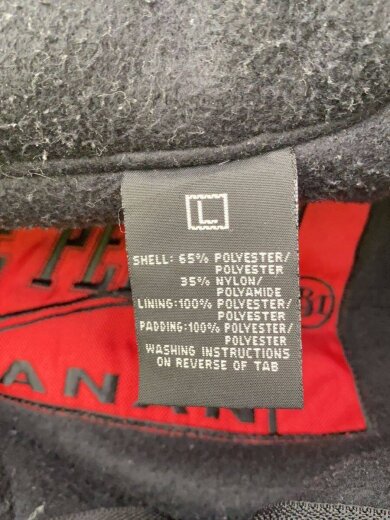 L
SHELL: 65% POLYESTER/
POLYESTER
35% NYLON/
POLYAMIDE
LINING:100% POLYESTER/
POLYESTER
PADDING:100% POLYESTER/
POLYESTER
WASHING INSTRUCTIONS
ON REVERSE OF TAB
ANAN